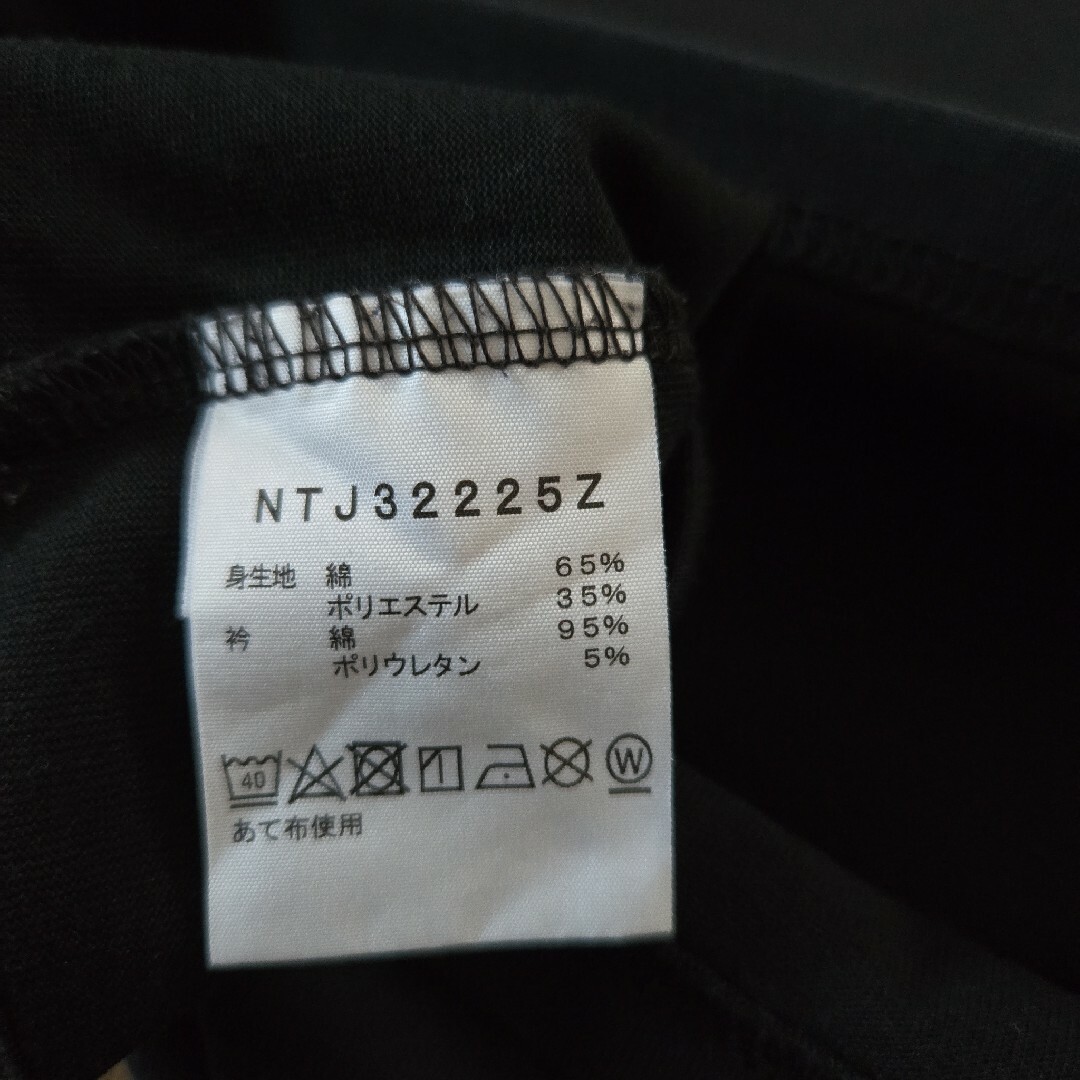 NTJ32225Z
身生地 綿 65%
ポリエステル 35%
衿 綿 95%
ポリウレタン 5%
40 W
あて布使用